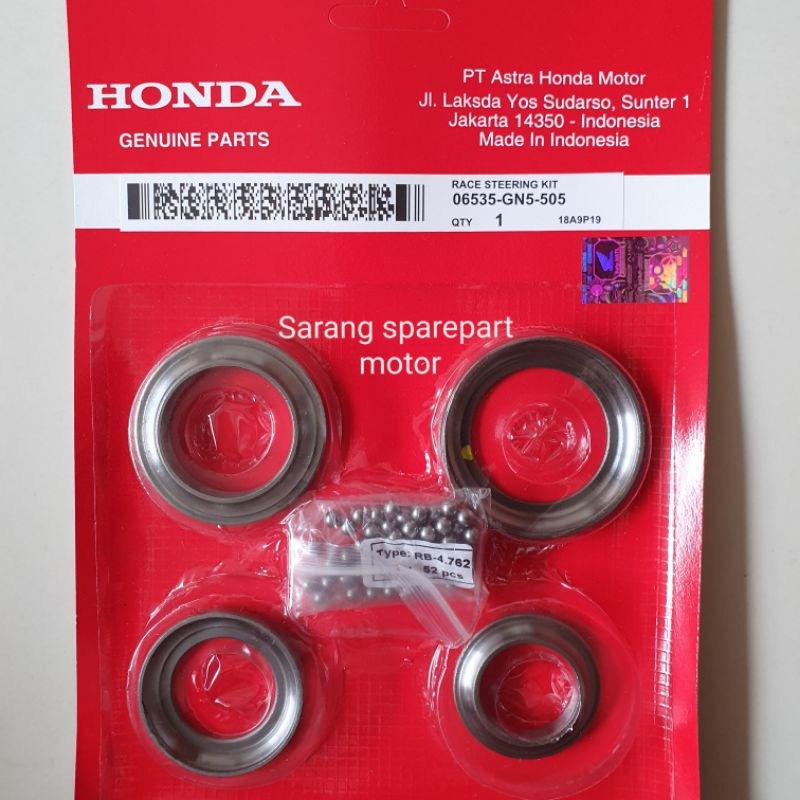 HONDA
GENUINE PARTS
PT Astra Honda Motor
Jl. Laksda Yos Sudarso, Sunter 1
Jakarta 14350 - Indonesia
Made In Indonesia
RACE STEERING KIT
06535-GN5-505
QTY 1 18A9P19
Sarang sparepart
motor
Type: RB-4.762
52 pcs